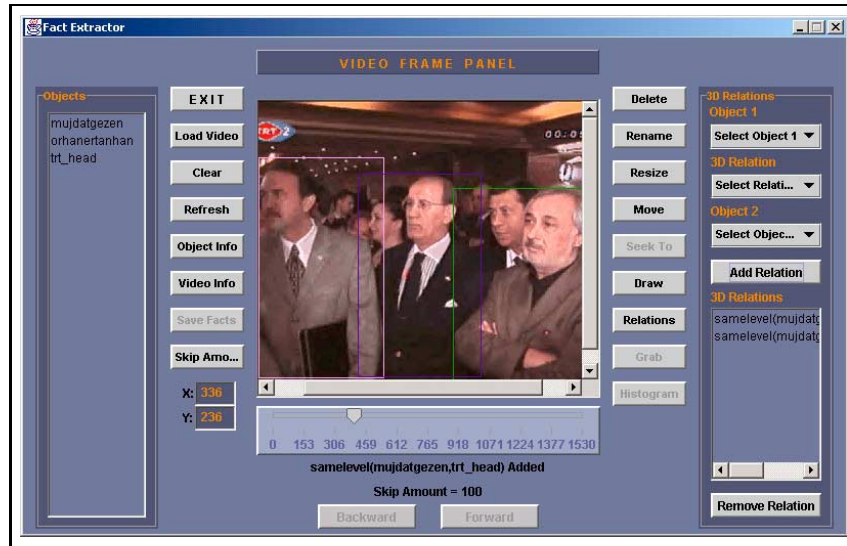 Fact Extractor
VIDEO FRAME PANEL
Objects
mujdatgezen
orhanertanhan
trt_head
EXIT
Load Video
Clear
Refresh
Object Info
Video Info
Save Facts
Skip Amo...
X: 336
Y: 236
TRT 2
0 153 306 459 612 765 918 1071 1224 1377 1530
samelevel(mujdatgezen,trt_head) Added
Skip Amount = 100
Backward Forward
Delete
Rename
Resize
Move
Seek To
Draw
Relations
Grab
Histogram
3D Relations
Object 1
Select Object 1
3D Relation
Select Relati...
Object 2
Select Objec...
Add Relation
3D Relations
samelevel(mujdatg
samelevel(mujdatg
Remove Relation